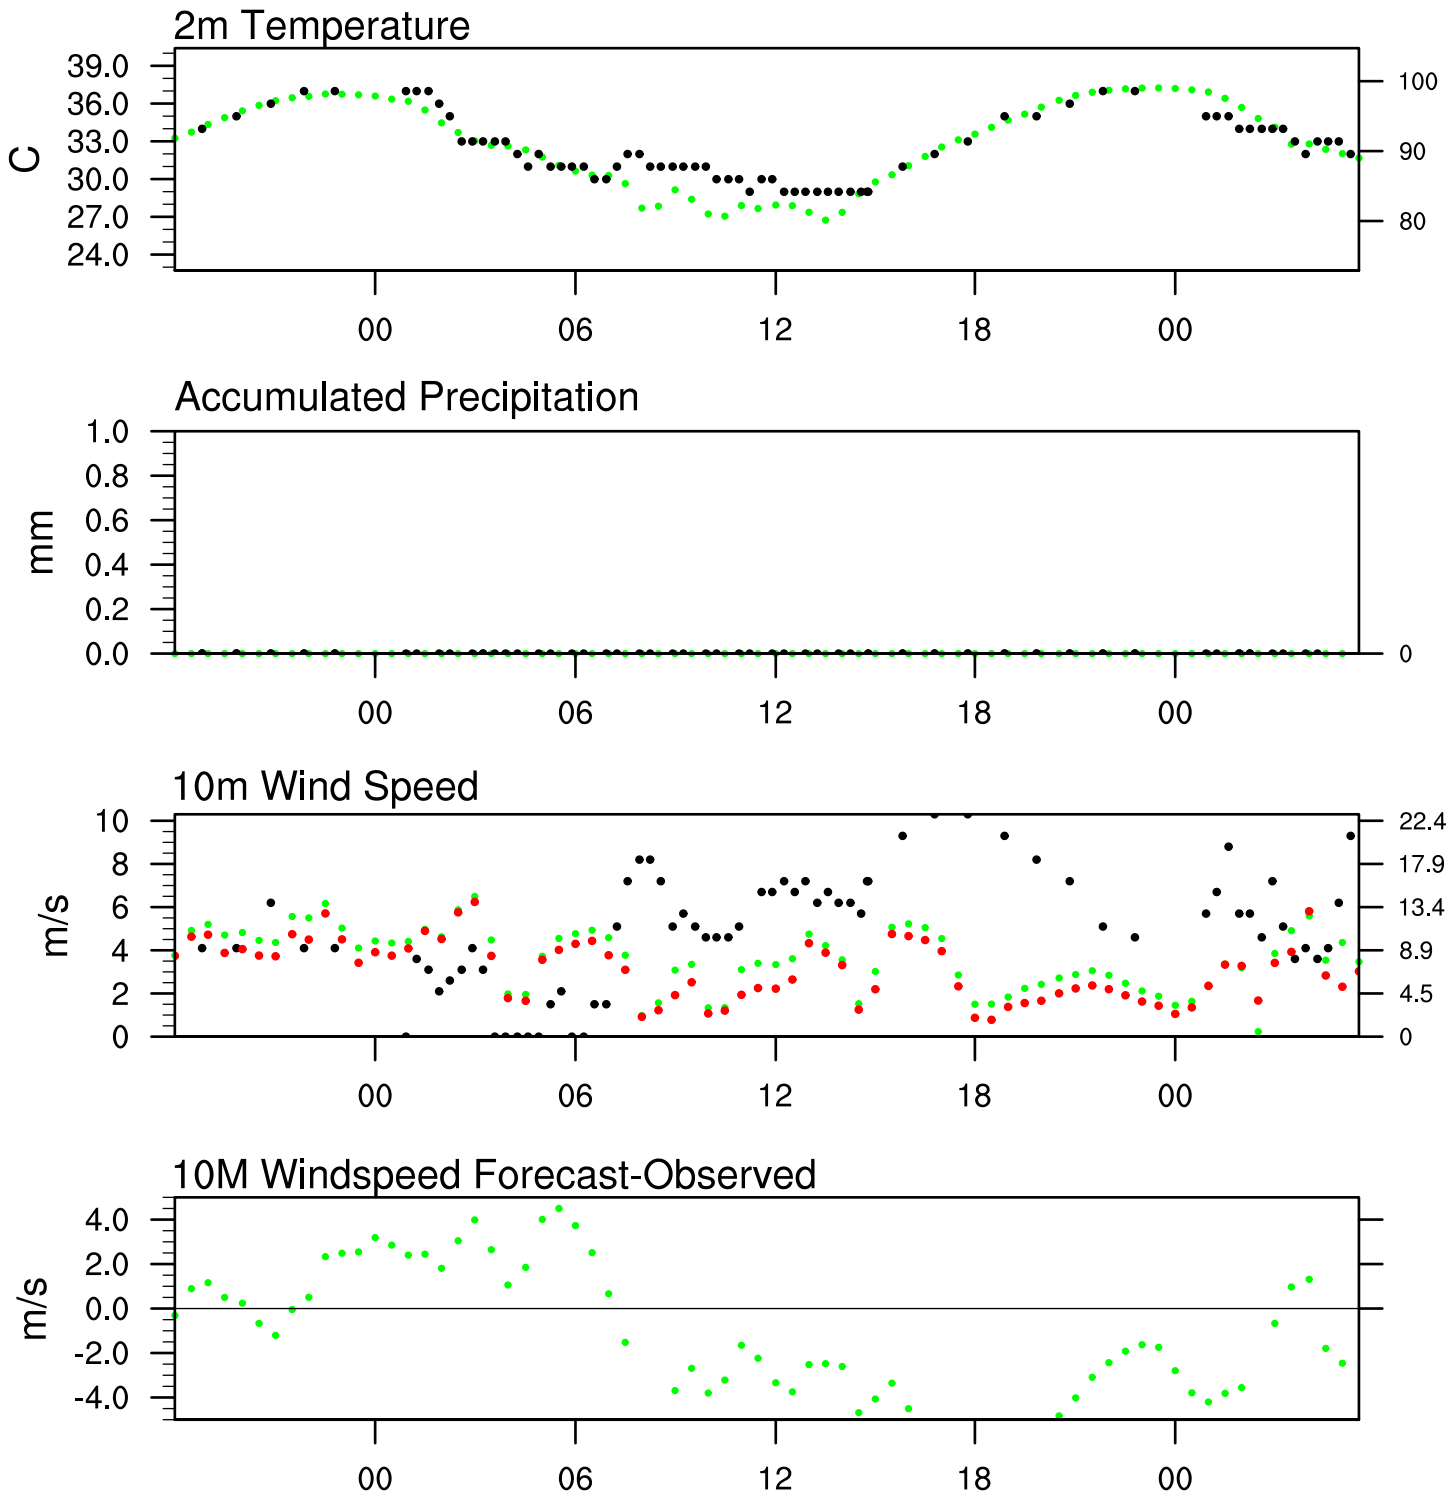 2m Temperature
39.0
36.0
33.0
30.0
27.0
24.0
C
100
90
80
00 06 12 18 00
Accumulated Precipitation
1.0
0.8
0.6
0.4
0.2
0.0
mm
0
00 06 12 18 00
10m Wind Speed
10
8
6
4
2
0
m/s
22.4
17.9
13.4
8.9
4.5
0
00 06 12 18 00
10M Windspeed Forecast-Observed
4.0
2.0
0.0
-2.0
-4.0
m/s
00 06 12 18 00